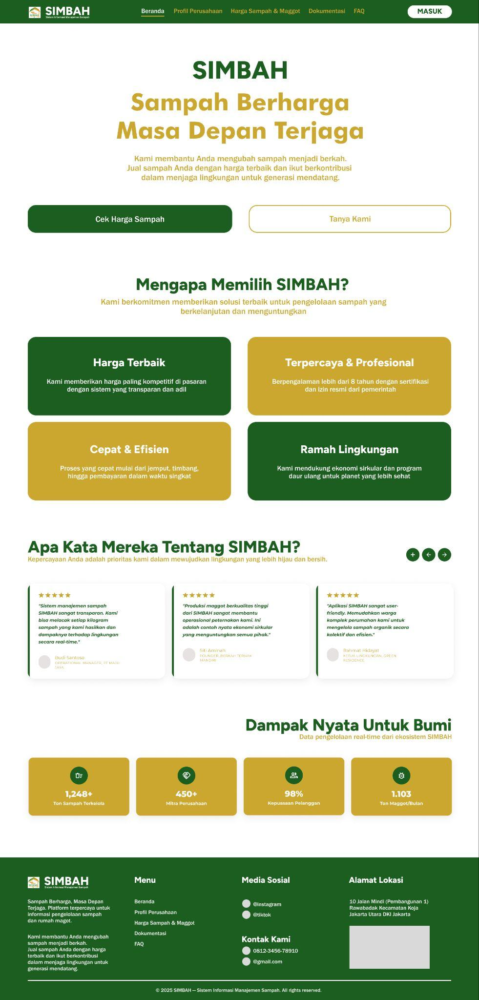 SIMBAH
Sistem Informasi Manajemen Sampah
Beranda
Profil Perusahaan
Harga Sampah & Maggot
Dokumentasi
FAQ
MASUK
SIMBAH
Sampah Berharga
Masa Depan Terjaga
Kami membantu Anda mengubah sampah menjadi berkah.
Jual sampah Anda dengan harga terbaik dan ikut berkontribusi
dalam menjaga lingkungan untuk generasi mendatang.
Cek Harga Sampah
Tanya Kami
Mengapa Memilih SIMBAH?
Kami berkomitmen memberikan solusi terbaik untuk pengelolaan sampah yang
berkelanjutan dan menguntungkan
Harga Terbaik
Kami memberikan harga paling kompetitif di pasaran
dengan sistem yang transparan dan adil
Terpercaya & Profesional
Berpengalaman lebih dari 8 tahun dengan sertifikasi
dan izin resmi dari pemerintah
Cepat & Efisien
Proses yang cepat mulai dari jemput, timbang,
hingga pembayaran dalam waktu singkat
Ramah Lingkungan
Kami mendukung ekonomi sirkular dan program
daur ulang untuk planet yang lebih sehat
Apa Kata Mereka Tentang SIMBAH?
Kepercayaan Anda adalah prioritas kami dalam mewujudkan lingkungan yang lebih hijau dan bersih.
"Sistem manajemen sampah
SIMBAH sangat transparan. Kami
bisa melacak setiap kilogram
sampah yang kami hasilkan dan
dampaknya terhadap lingkungan
secara real-time."
Budi Santoso
OPERATIONAL MANAGER, PT MAJU
JAYA
"Produksi maggot berkualitas tinggi
dari SIMBAH sangat membantu
operasional peternakan kami. Ini
adalah contoh nyata ekonomi sirkular
yang menguntungkan semua pihak."
Siti Aminah
FOUNDER, BERKAH TERNAK
MANDIRI
"Aplikasi SIMBAH sangat user-
friendly. Memudahkan warga
komplek perumahan kami untuk
mengelola sampah organik secara
kolektif dan efisien."
Rahmat Hidayat
KETUA LINGKUNGAN, GREEN
RESIDENCE
Dampak Nyata Untuk Bumi
Data pengelolaan real-time dari ekosistem SIMBAH
1,248+
Ton Sampah Terkelola
450+
Mitra Perusahaan
98%
Kepuasaan Pelanggan
1.103
Ton Maggot/Bulan
SIMBAH
Sistem Informasi Manajemen Sampah
Sampah Berharga, Masa Depan
Terjaga. Platform terpercaya untuk
informasi pengelolaan sampah
dan rumah magot.
Kami membantu Anda mengubah
sampah menjadi berkah.
Jual sampah Anda dengan harga
terbaik dan ikut berkontribusi
dalam menjaga lingkungan untuk
generasi mendatang.
Menu
Beranda
Profil Perusahaan
Harga Sampah & Maggot
Dokumentasi
FAQ
Media Sosial
@instagram
@tiktok
Kontak Kami
0812-3456-78910
@gmail.com
Alamat Lokasi
10 Jalan Mindi (Pembangunan 1)
Rawabadak Kecamatan Koja
Jakarta Utara DKI Jakarta
© 2025 SIMBAH — Sistem Informasi Manajemen Sampah. All rights reserved.